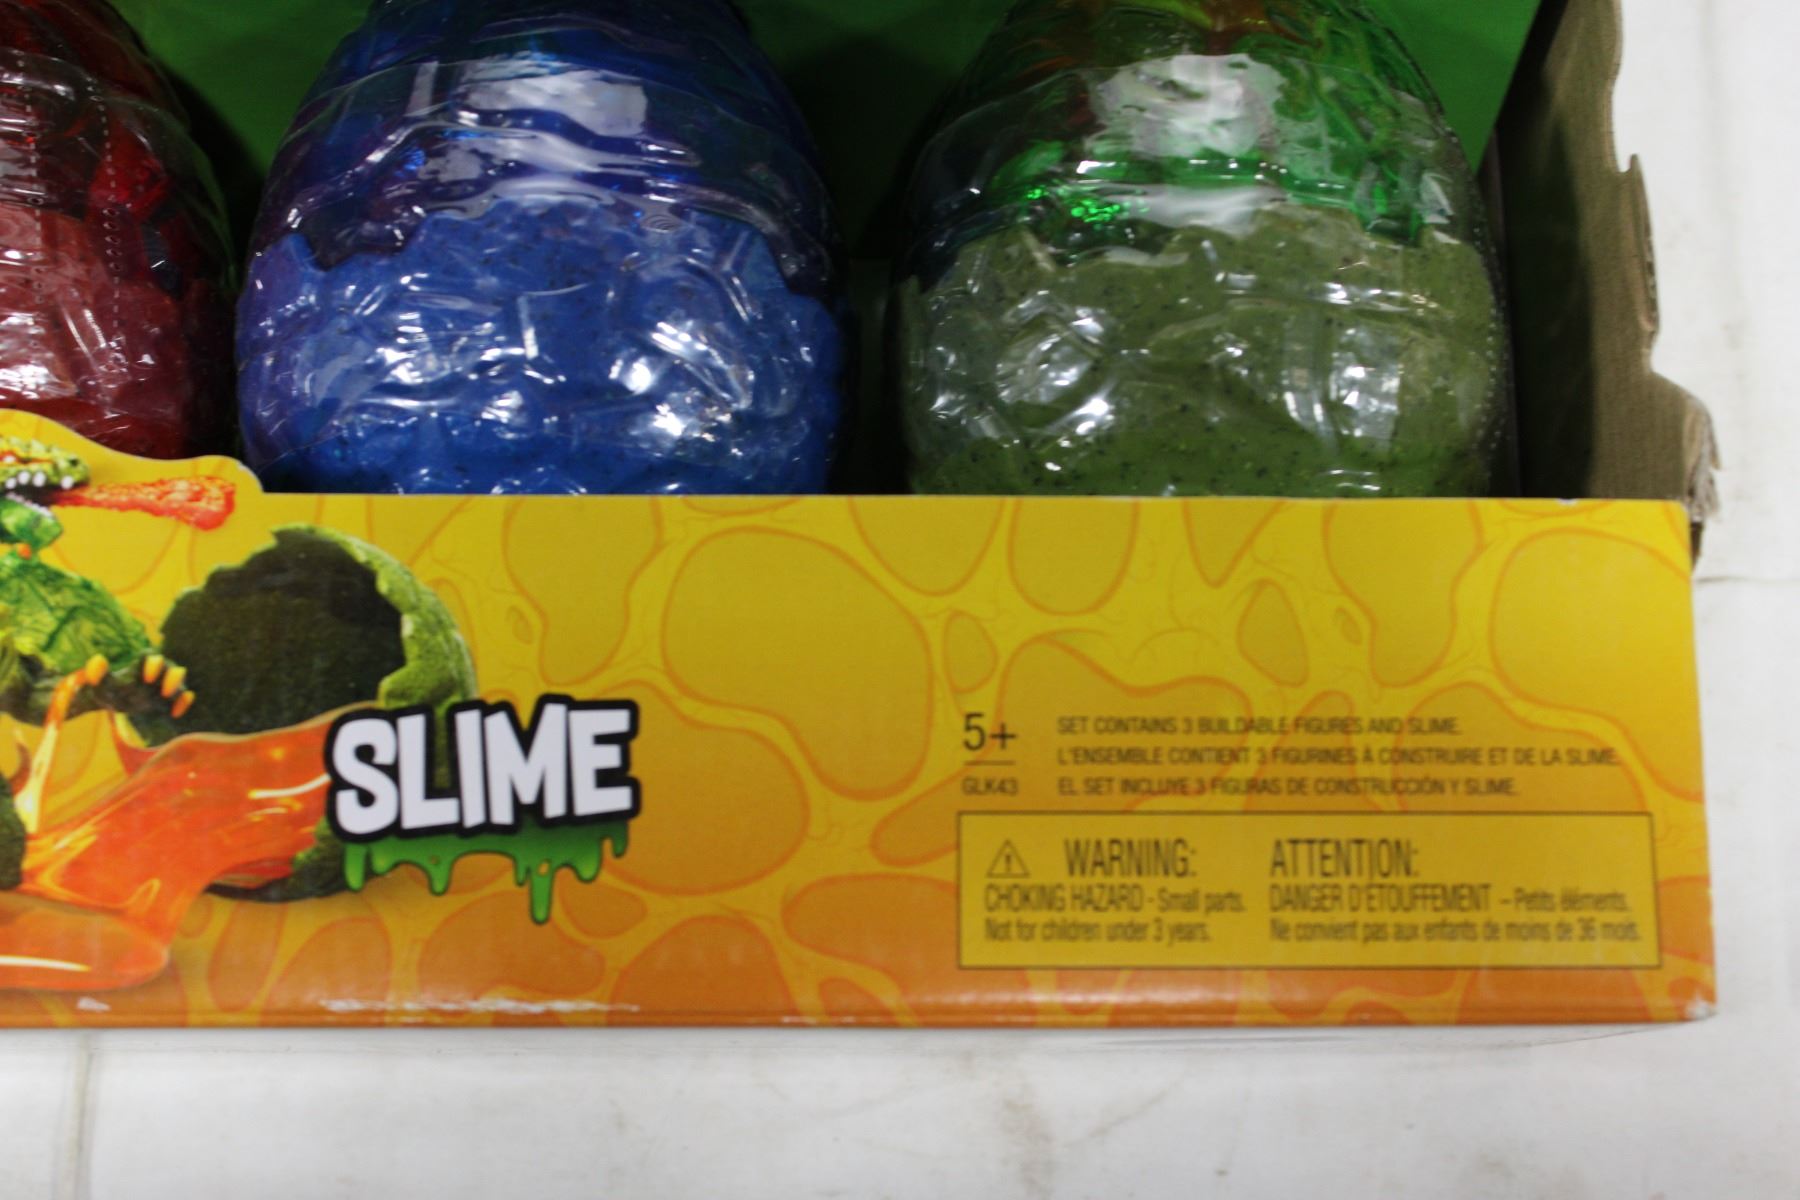 SLIME
5+
GLK43
SET CONTAINS 3 BUILDABLE FIGURES AND SLIME.
L'ENSEMBLE CONTIENT 3 FIGURINES À CONSTRUIRE ET DE LA SLIME.
EL SET INCLUYE 3 FIGURAS DE CONSTRUCCIÓN Y SLIME.
WARNING:
CHOKING HAZARD - Small parts.
Not for children under 3 years.
ATTENTION:
DANGER D'ÉTOUFFEMENT – Petits éléments.
Ne convient pas aux enfants de moins de 36 mois.